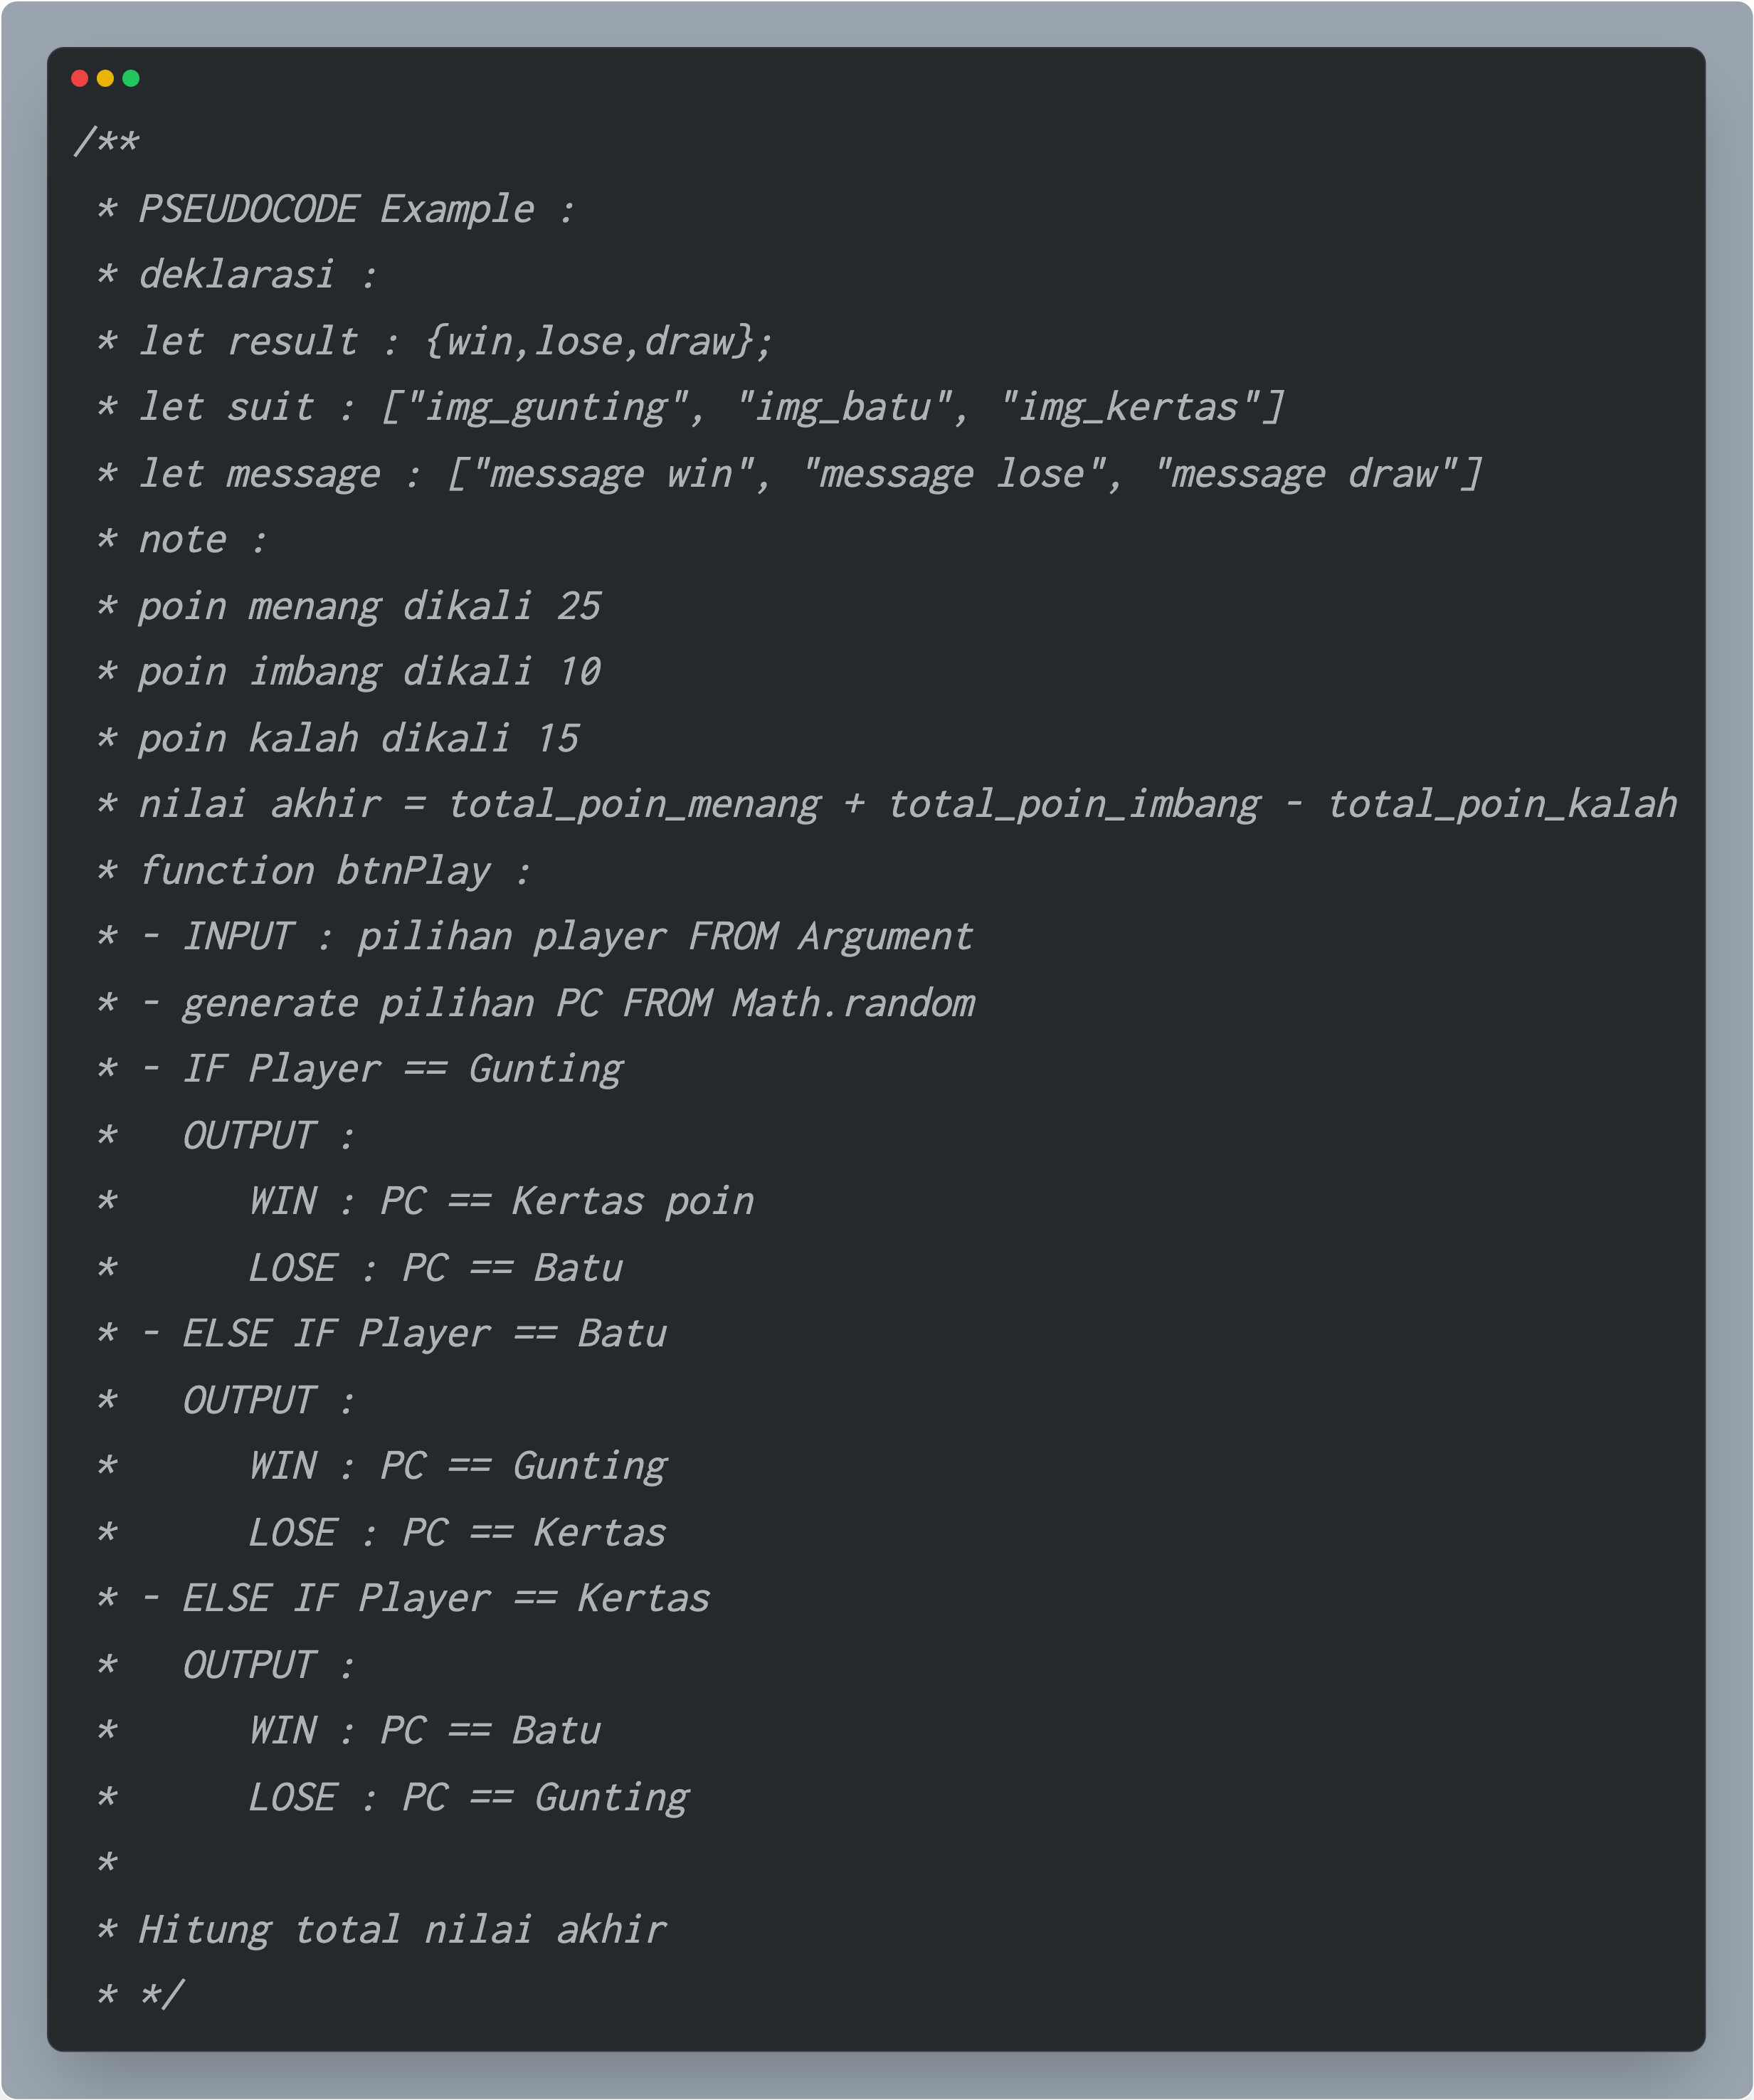 /**
 * PSEUDOCODE Example :
 * deklarasi :
 * let result : {win,lose,draw};
 * let suit : ["img_gunting", "img_batu", "img_kertas"]
 * let message : ["message win", "message lose", "message draw"]
 * note :
 * poin menang dikali 25
 * poin imbang dikali 10
 * poin kalah dikali 15
 * nilai akhir = total_poin_menang + total_poin_imbang - total_poin_kalah
 * function btnPlay :
 * - INPUT : pilihan player FROM Argument
 * - generate pilihan PC FROM Math.random
 * - IF Player == Gunting
 *   OUTPUT :
 *      WIN : PC == Kertas poin
 *      LOSE : PC == Batu
 * - ELSE IF Player == Batu
 *   OUTPUT :
 *      WIN : PC == Gunting
 *      LOSE : PC == Kertas
 * - ELSE IF Player == Kertas
 *   OUTPUT :
 *      WIN : PC == Batu
 *      LOSE : PC == Gunting
 *
 * Hitung total nilai akhir
 * */